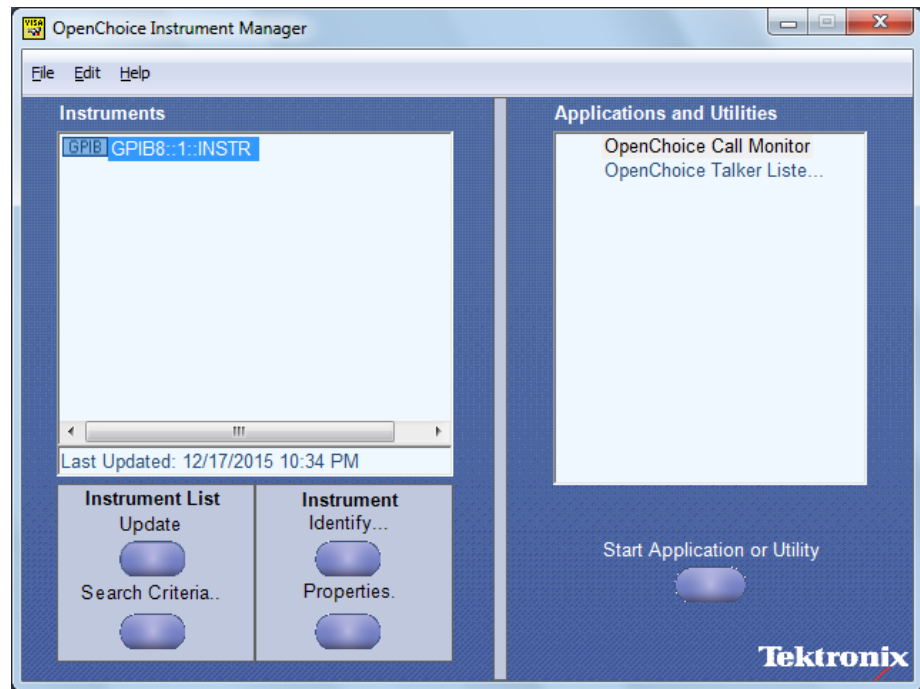 OpenChoice Instrument Manager
File Edit Help
Instruments
GPIB GPIB8::1::INSTR
Last Updated: 12/17/2015 10:34 PM
Instrument List
Update
Search Criteria..
Instrument
Identify...
Properties.
Applications and Utilities
OpenChoice Call Monitor
OpenChoice Talker Liste...
Start Application or Utility
Tektronix